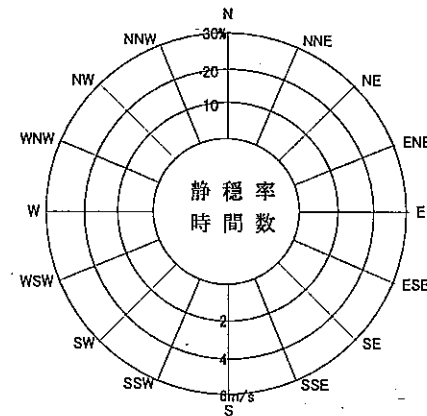 N
NNW
30%
NNE
NW
20
NE
10
WNW
ENE
静穏率
W
E
時間数
WSW
ESE
2
SW
SE
4
SSW
6m/s
SSE
S